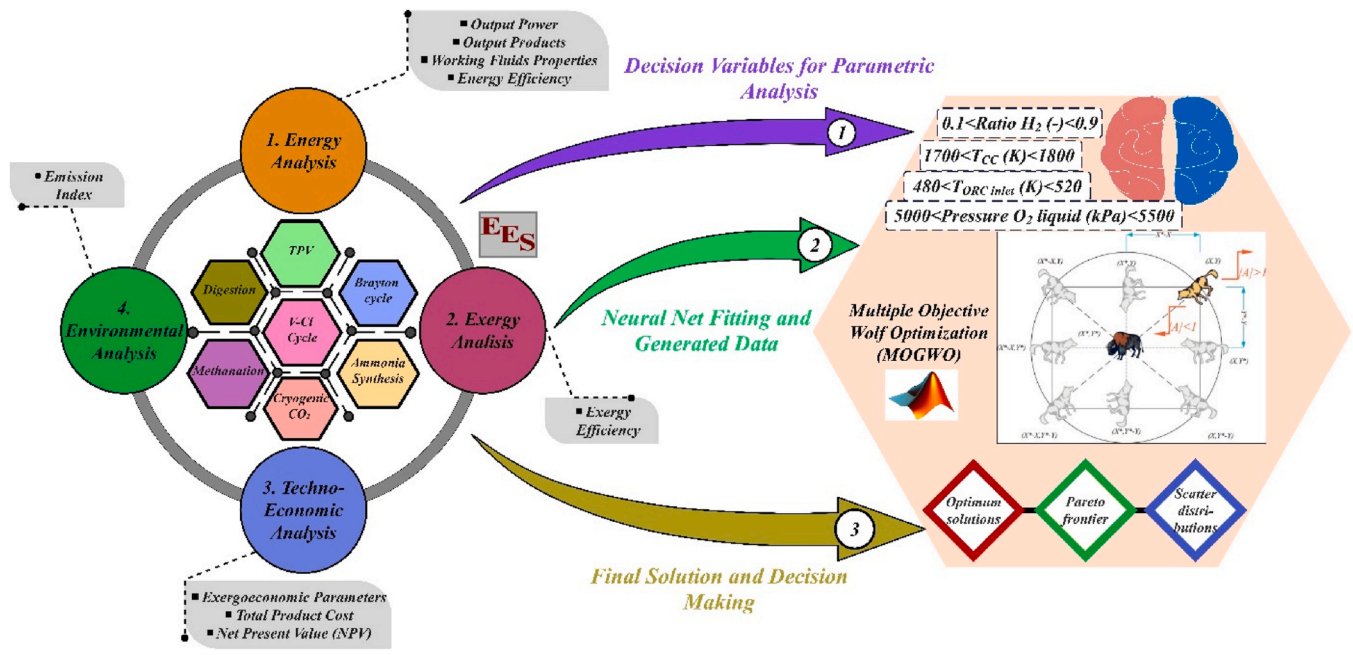 ▪ Output Power
▪ Output Products
▪ Working Fluids Properties
▪ Energy Efficiency
1. Energy
Analysis
• Emission
Index
4.
Environmental
Analysis
2. Exergy
Analisis
3. Techno-
Economic
Analysis
TPV
Digestion
Brayton
cycle
V-Cl
Cycle
Methanation
Ammonia
Synthesis
Cryogenic
CO₂
EES
▪ Exergy
Efficiency
▪ Exergoeconomic Parameters
▪ Total Product Cost
▪ Net Present Value (NPV)
Decision Variables for Parametric
Analysis
1
2
Neural Net Fitting and
Generated Data
3
Final Solution and Decision
Making
0.1<Ratio H₂ (-)<0.9
1700<T_CC (K)<1800
480<T_ORC inlet (K)<520
5000<Pressure O₂ liquid (kPa)<5500
Multiple Objective
Wolf Optimization
(MOGWO)
X*-X
(X*-X,Y)
(X*,Y)
(X,Y)
|A|>1
|A|<1
(X*,Y*)
(X*-X,Y*)
(X,Y*)
(X*-X,Y*-Y)
(X*,Y*-Y)
(X,Y*-Y)
Optimum
solutions
Pareto
frontier
Scatter
distri-
butions